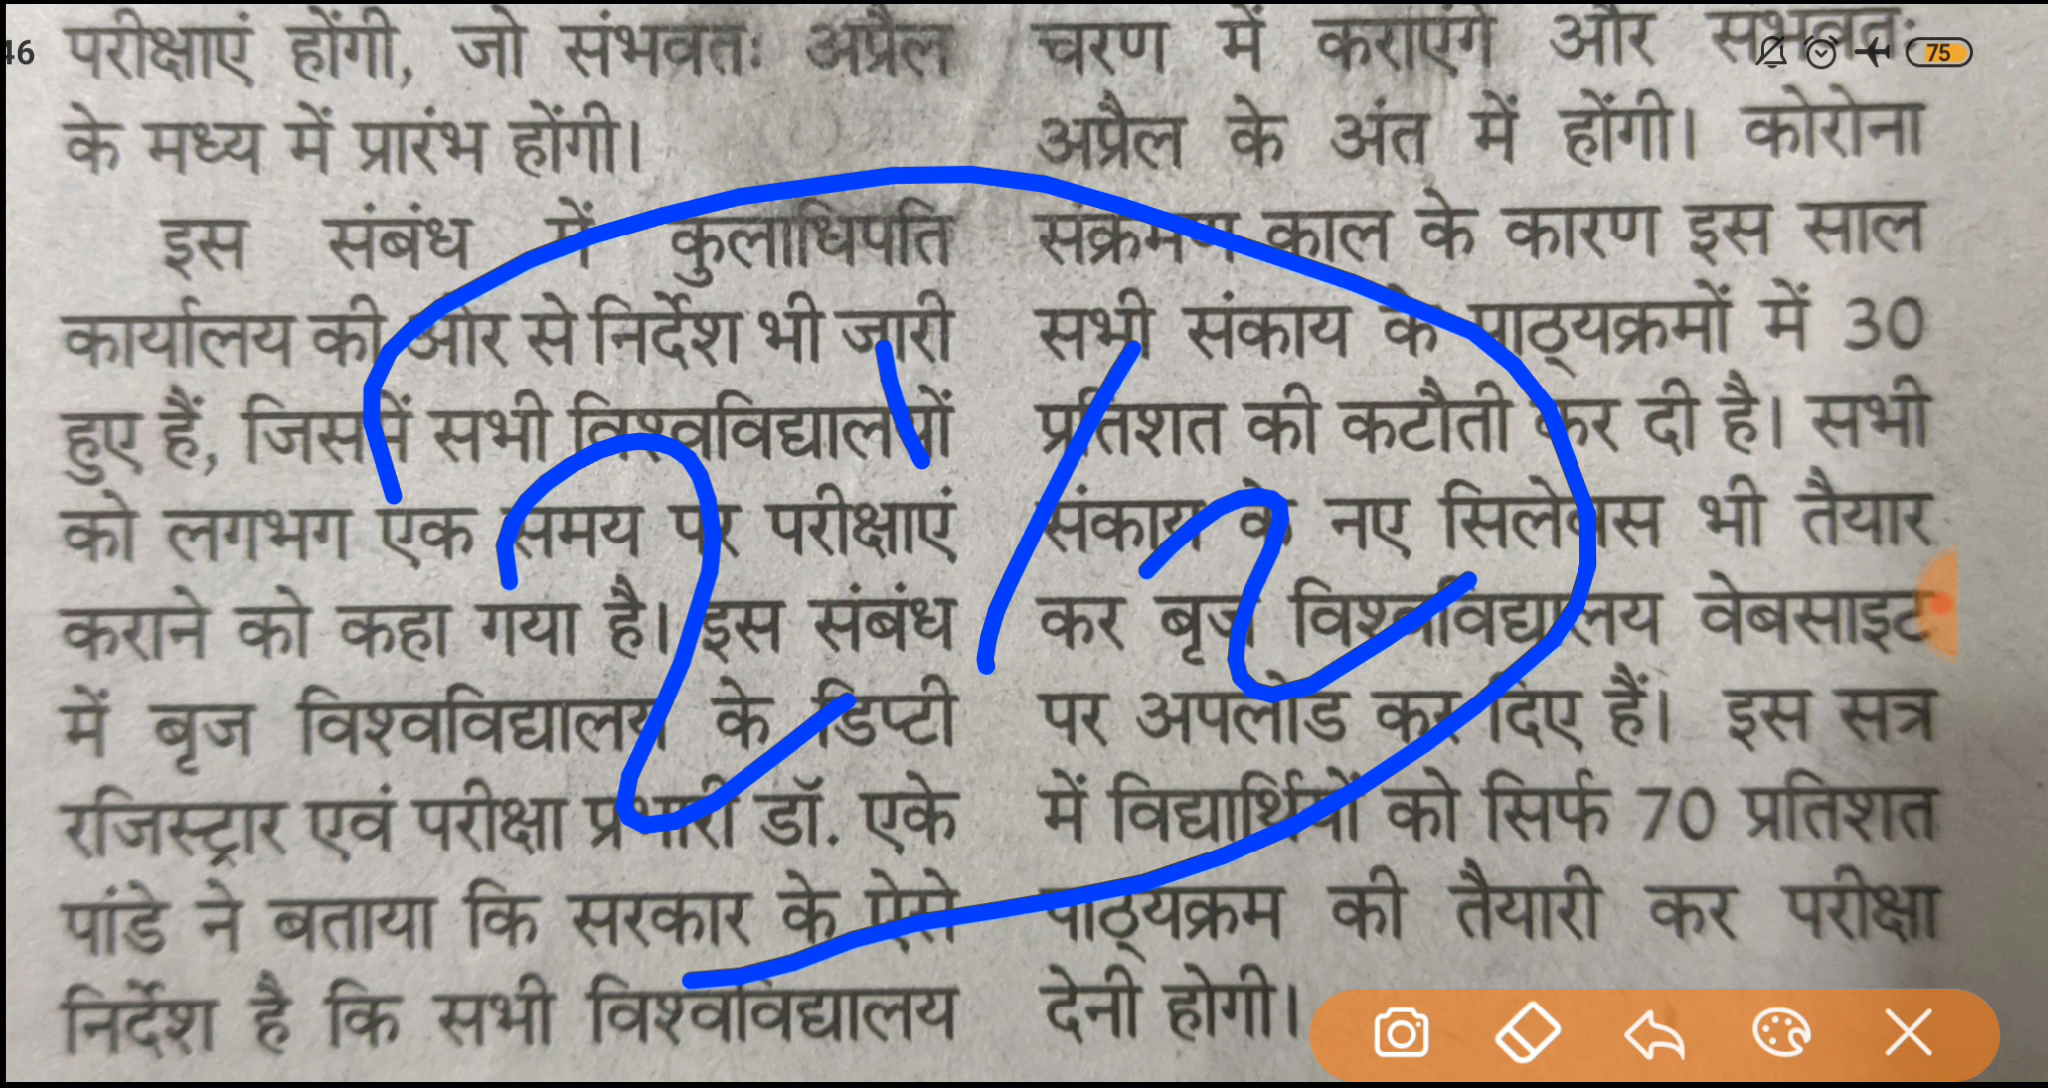 46
75
परीक्षाएं होंगी, जो संभवतः अप्रैल
के मध्य में प्रारंभ होंगी।
इस संबंध में कुलाधिपति
कार्यालय की ओर से निर्देश भी जारी
हुए हैं, जिसमें सभी विश्वविद्यालयों
को लगभग एक समय पर परीक्षाएं
कराने को कहा गया है। इस संबंध
में बृज विश्वविद्यालय के डिप्टी
रजिस्ट्रार एवं परीक्षा प्रभारी डॉ. एके
पांडे ने बताया कि सरकार के ऐसे
निर्देश है कि सभी विश्वविद्यालय
चरण में कराएंगे और संभवतः
अप्रैल के अंत में होंगी। कोरोना
संक्रमण काल के कारण इस साल
सभी संकाय के पाठ्यक्रमों में 30
प्रतिशत की कटौती कर दी है। सभी
संकाय के नए सिलेबस भी तैयार
कर बृज विश्वविद्यालय वेबसाइट
पर अपलोड कर दिए हैं। इस सत्र
में विद्यार्थियों को सिर्फ 70 प्रतिशत
पाठ्यक्रम की तैयारी कर परीक्षा
देनी होगी।